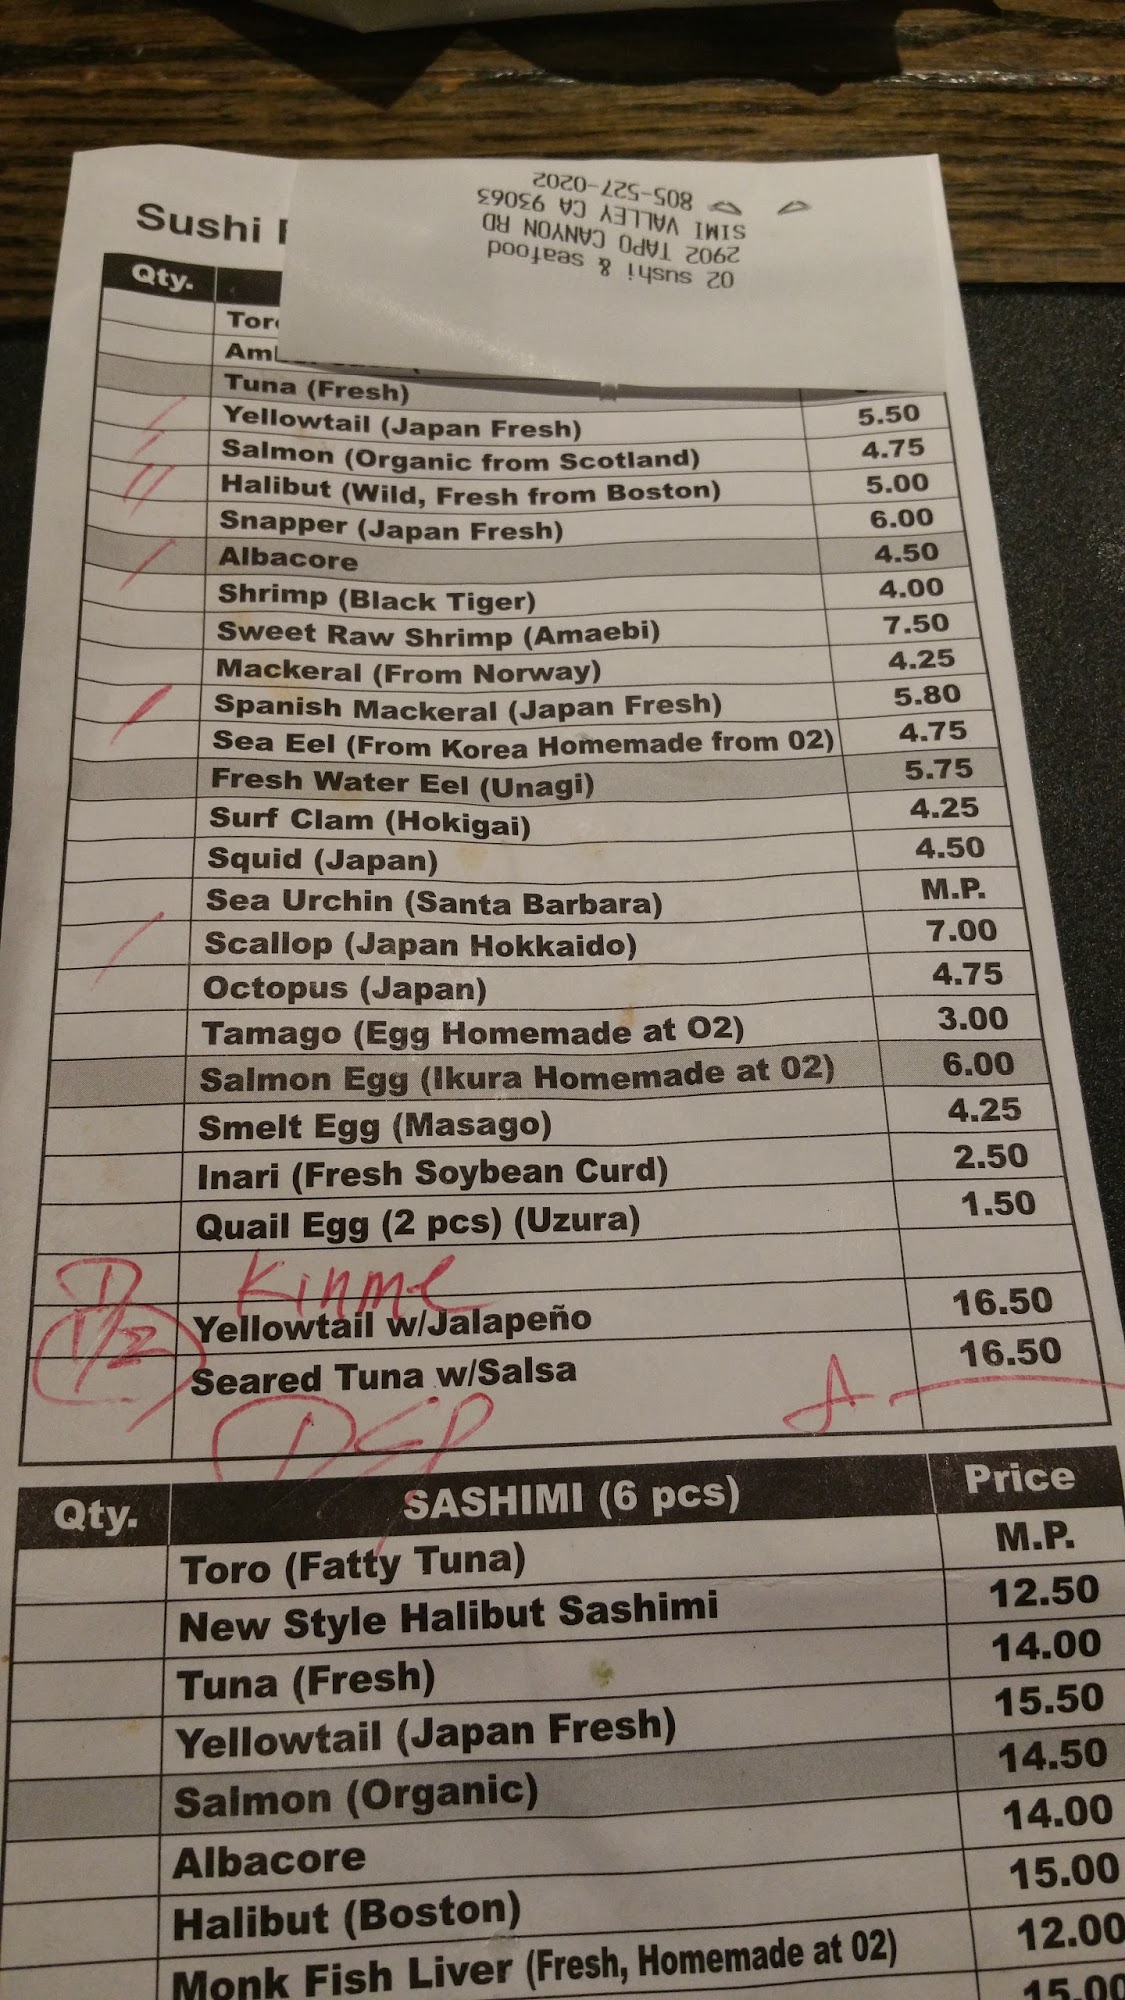 805-527-0202
SIMI VALLEY CA 93063
2902 TAPO CANYON RD
02 sushi & seafood
Sushi
Qty.
Tuna (Fresh)
Yellowtail (Japan Fresh) 5.50
Salmon (Organic from Scotland) 4.75
Halibut (Wild, Fresh from Boston) 5.00
Snapper (Japan Fresh) 6.00
Albacore 4.50
Shrimp (Black Tiger) 4.00
Sweet Raw Shrimp (Amaebi) 7.50
Mackeral (From Norway) 4.25
Spanish Mackeral (Japan Fresh) 5.80
Sea Eel (From Korea Homemade from 02) 4.75
Fresh Water Eel (Unagi) 5.75
Surf Clam (Hokigai) 4.25
Squid (Japan) 4.50
Sea Urchin (Santa Barbara) M.P.
Scallop (Japan Hokkaido) 7.00
Octopus (Japan) 4.75
Tamago (Egg Homemade at O2) 3.00
Salmon Egg (Ikura Homemade at 02) 6.00
Smelt Egg (Masago) 4.25
Inari (Fresh Soybean Curd) 2.50
Quail Egg (2 pcs) (Uzura) 1.50
1 Kinme
1/2 Yellowtail w/Jalapeño 16.50
Seared Tuna w/Salsa 16.50
A
Qty. SASHIMI (6 pcs) Price
Toro (Fatty Tuna) M.P.
New Style Halibut Sashimi 12.50
Tuna (Fresh) 14.00
Yellowtail (Japan Fresh) 15.50
Salmon (Organic) 14.50
Albacore 14.00
Halibut (Boston) 15.00
Monk Fish Liver (Fresh, Homemade at 02) 12.00
15.00